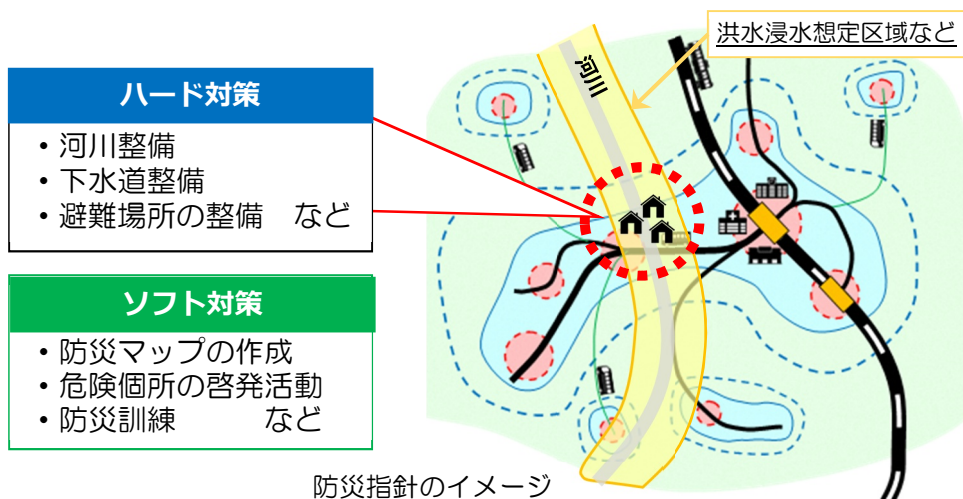 洪水浸水想定区域など
河川
ハード対策
・河川整備
・下水道整備
・避難場所の整備　など
ソフト対策
・防災マップの作成
・危険個所の啓発活動
・防災訓練　　　など
防災指針のイメージ